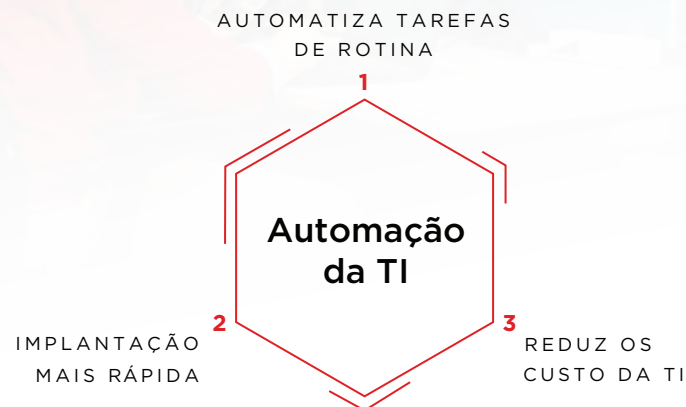 AUTOMATIZA TAREFAS
DE ROTINA
1
Automação
da TI
2
IMPLANTAÇÃO
MAIS RÁPIDA
3
REDUZ OS
CUSTO DA TI